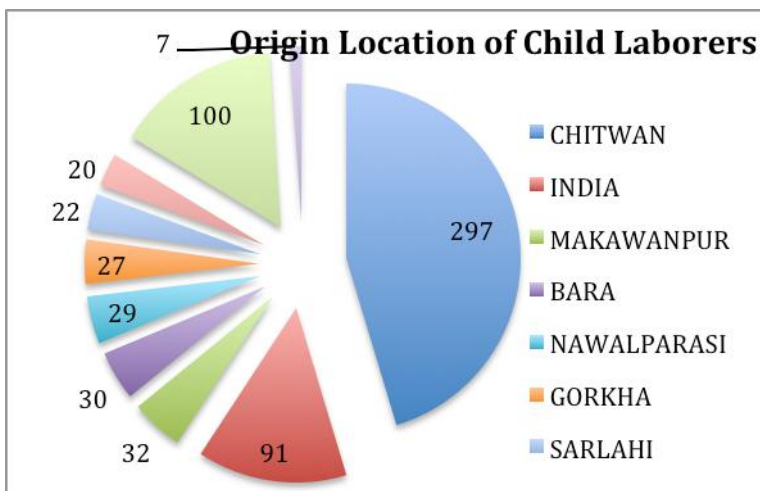 Origin Location of Child Laborers
7
100
20
22
27
29
30
32
91
297
CHITWAN
INDIA
MAKAWANPUR
BARA
NAWALPARASI
GORKHA
SARLAHI